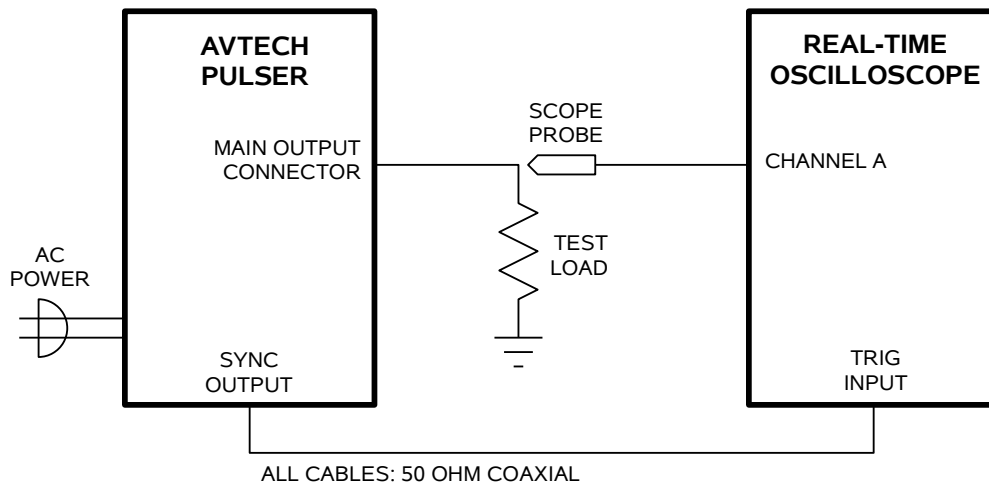 AVTECH
PULSER
REAL-TIME
OSCILLOSCOPE
SCOPE
PROBE
MAIN OUTPUT
CONNECTOR
CHANNEL A
TEST
LOAD
AC
POWER
SYNC
OUTPUT
TRIG
INPUT
ALL CABLES: 50 OHM COAXIAL